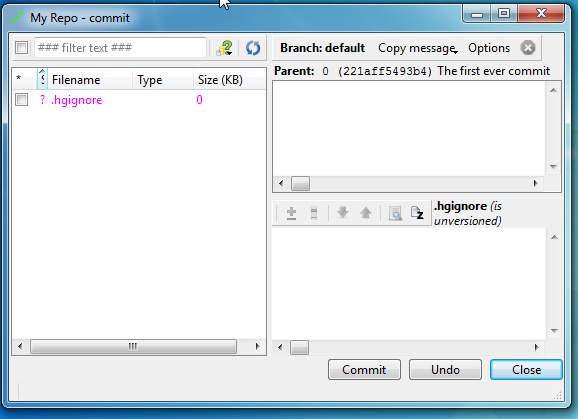 My Repo - commit
### filter text ###
Branch: default Copy message Options
Parent: 0 (221aff5493b4) The first ever commit
* Filename Type Size (KB)
? .hgignore 0
.hgignore (is
unversioned)
Commit Undo Close